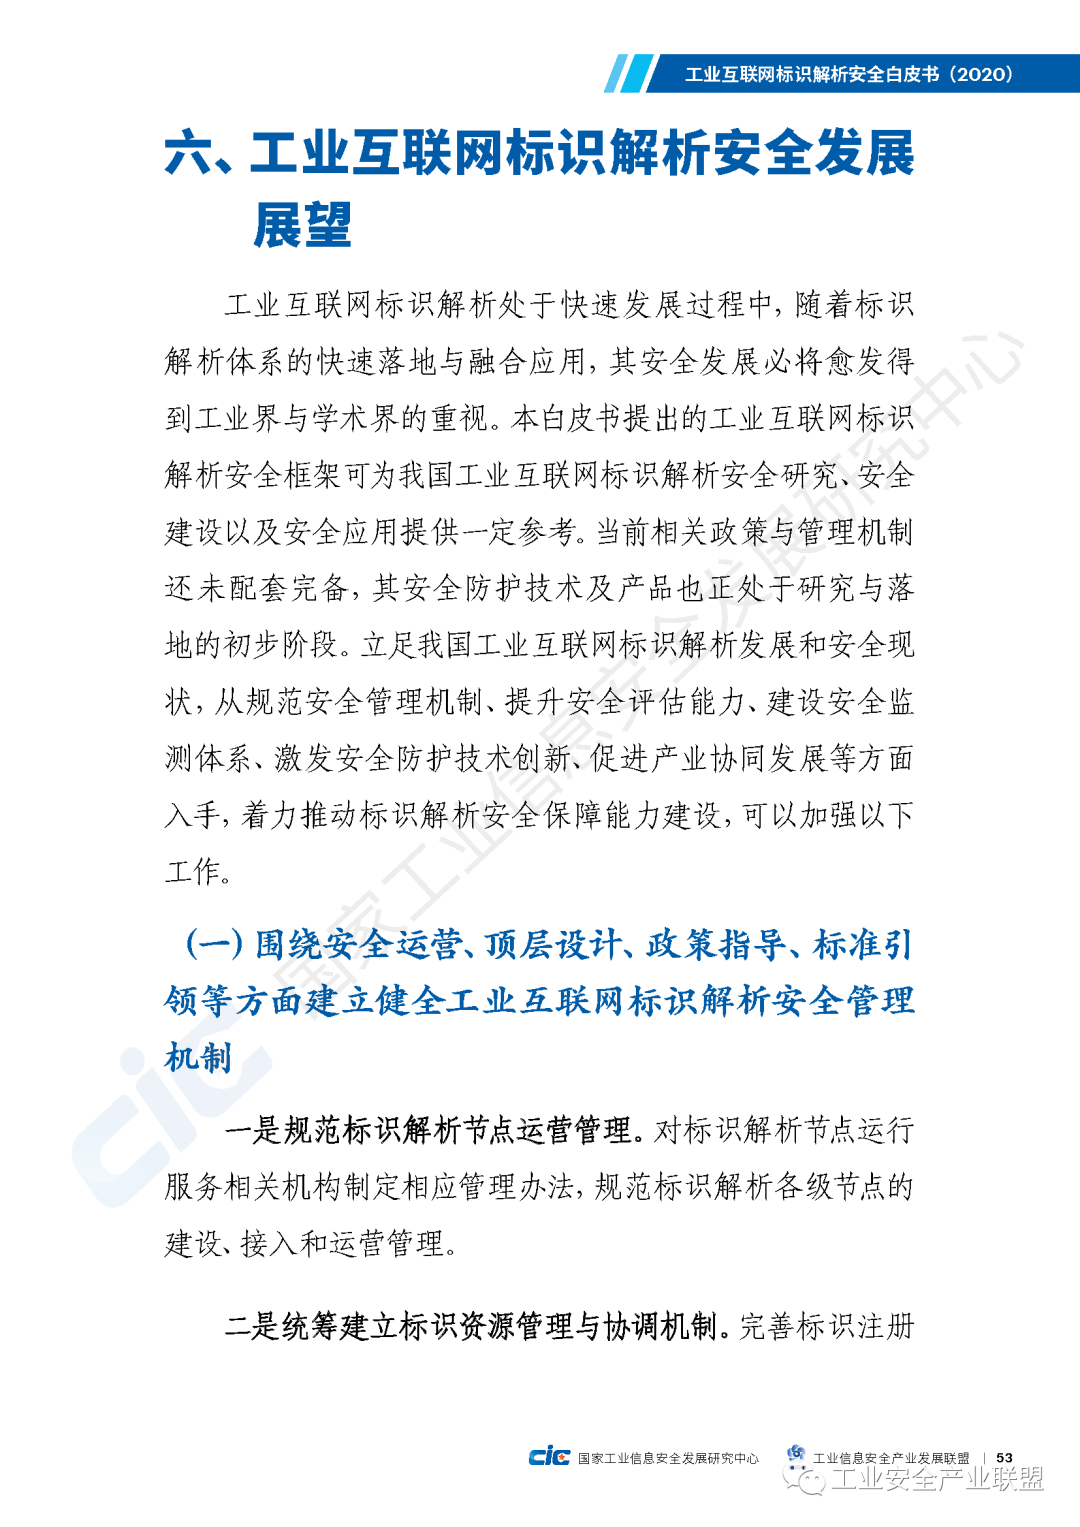 工业互联网标识解析安全白皮书（2020）
六、工业互联网标识解析安全发展
展望
工业互联网标识解析处于快速发展过程中，随着标识
解析体系的快速落地与融合应用，其安全发展必将愈发得
到工业界与学术界的重视。本白皮书提出的工业互联网标识
解析安全框架可为我国工业互联网标识解析安全研究、安全
建设以及安全应用提供一定参考。当前相关政策与管理机制
还未配套完备，其安全防护技术及产品也正处于研究与落
地的初步阶段。立足我国工业互联网标识解析发展和安全现
状，从规范安全管理机制、提升安全评估能力、建设安全监
测体系、激发安全防护技术创新、促进产业协同发展等方面
入手，着力推动标识解析安全保障能力建设，可以加强以下
工作。
（一）围绕安全运营、顶层设计、政策指导、标准引
领等方面建立健全工业互联网标识解析安全管理
机制
一是规范标识解析节点运营管理。对标识解析节点运行
服务相关机构制定相应管理办法，规范标识解析各级节点的
建设、接入和运营管理。
二是统筹建立标识资源管理与协调机制。完善标识注册
国家工业信息安全发展研究中心
cic
cic 国家工业信息安全发展研究中心 工业信息安全产业发展联盟 | 53
工业安全产业联盟